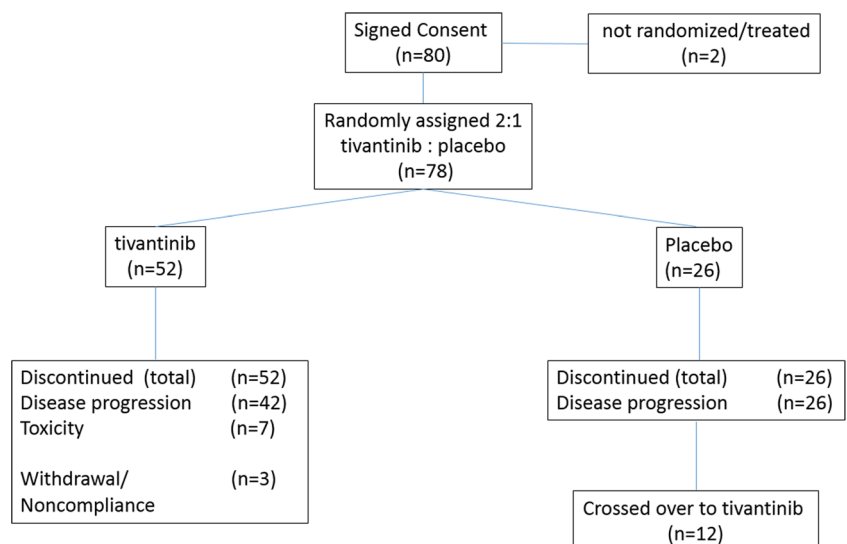 Signed Consent
(n=80)
not randomized/treated
(n=2)
Randomly assigned 2:1
tivantinib : placebo
(n=78)
tivantinib
(n=52)
Placebo
(n=26)
Discontinued (total) (n=52)
Disease progression (n=42)
Toxicity (n=7)
Withdrawal/ (n=3)
Noncompliance
Discontinued (total) (n=26)
Disease progression (n=26)
Crossed over to tivantinib
(n=12)